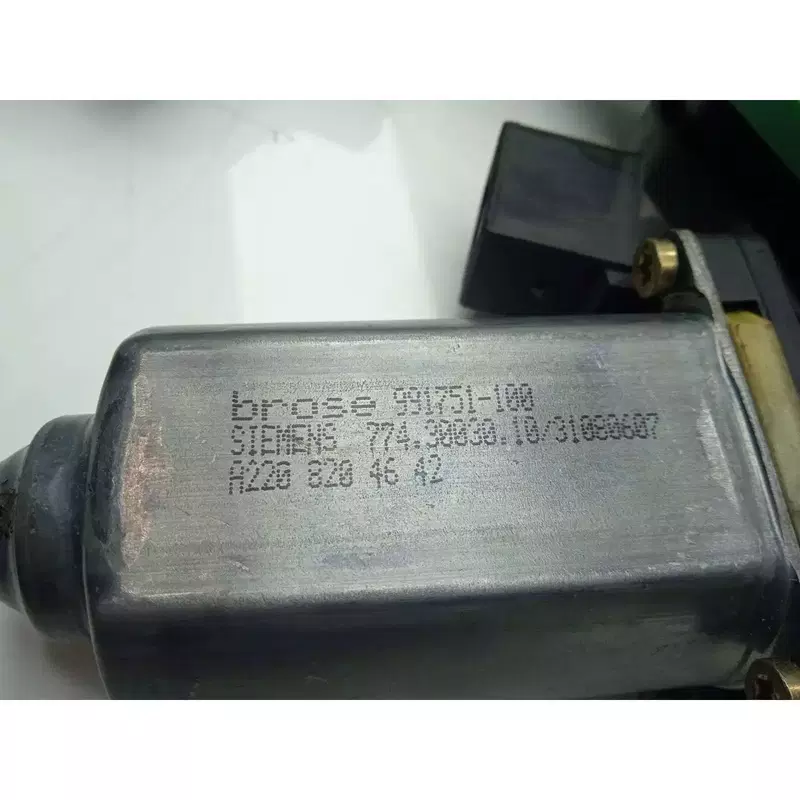 brose 991751-100
SIEMENS 774.30030.10/31080607
A220 820 46 42